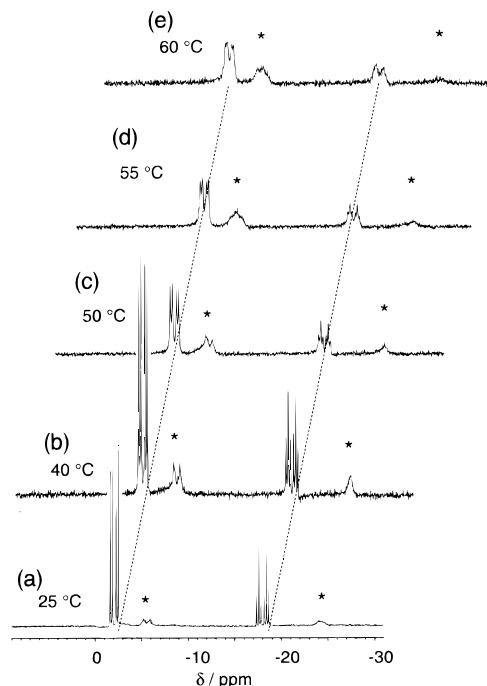 (e)
60 °C
*
*
(d)
55 °C
*
*
(c)
50 °C
*
*
(b)
40 °C
*
*
(a)
25 °C
*
*
0 -10 -20 -30
δ / ppm